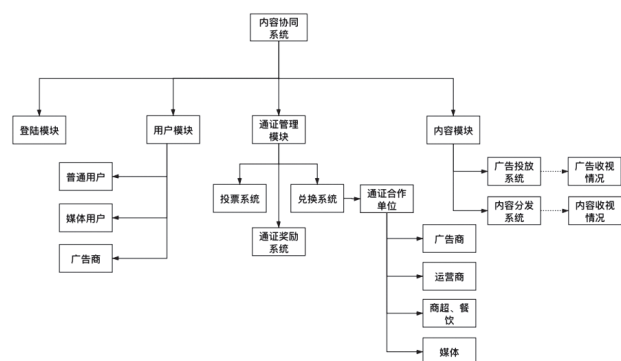 内容协同
系统
登陆模块
用户模块
通证管理
模块
内容模块
普通用户
媒体用户
广告商
投票系统
兑换系统
通证奖励
系统
通证合作
单位
广告商
运营商
商超、餐
饮
媒体
广告投放
系统
广告收视
情况
内容分发
系统
内容收视
情况